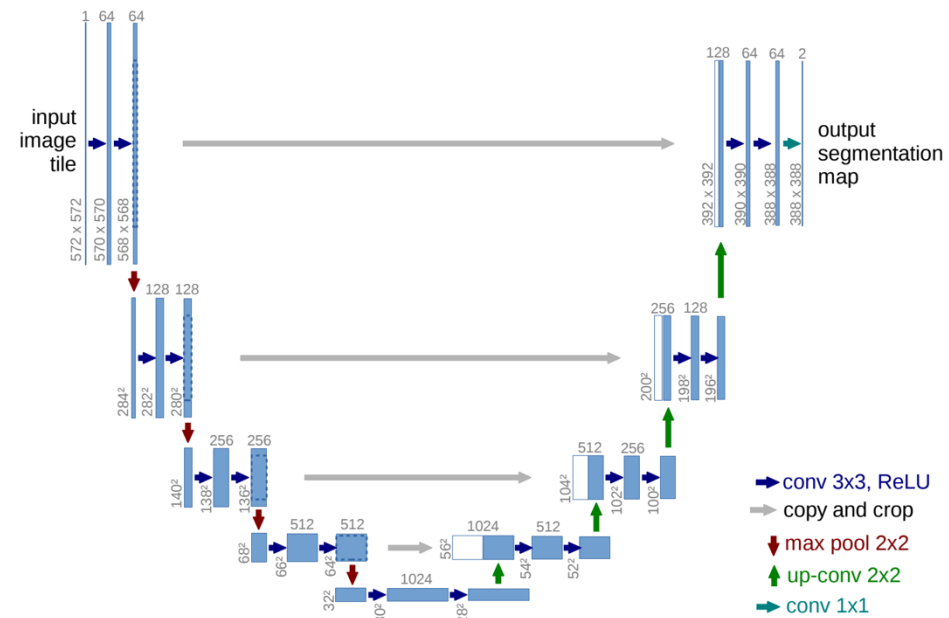 1 64 64
128 64 64 2
input
image
tile
output
segmentation
map
572 x 572
570 x 570
568 x 568
392 x 392
390 x 390
388 x 388
388 x 388
128 128
256 128
284²
282²
280²
200²
198²
196²
256 256
512 256
140²
138²
136²
104²
102²
100²
conv 3x3, ReLU
copy and crop
max pool 2x2
up-conv 2x2
conv 1x1
512 512
1024 512
68²
66²
64²
56²
54²
52²
1024
32²